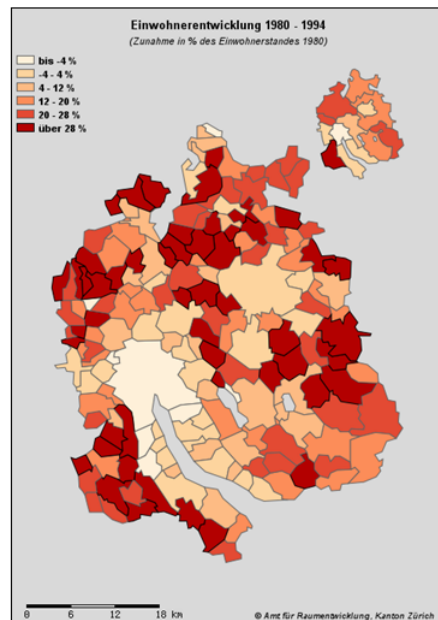 Einwohnerentwicklung 1980 - 1994
(Zunahme in % des Einwohnerstandes 1980)
bis -4 %
-4 - 4 %
4 - 12 %
12 - 20 %
20 - 28 %
über 28 %
0 6 12 18 km
© Amt für Raumentwicklung, Kanton Zürich